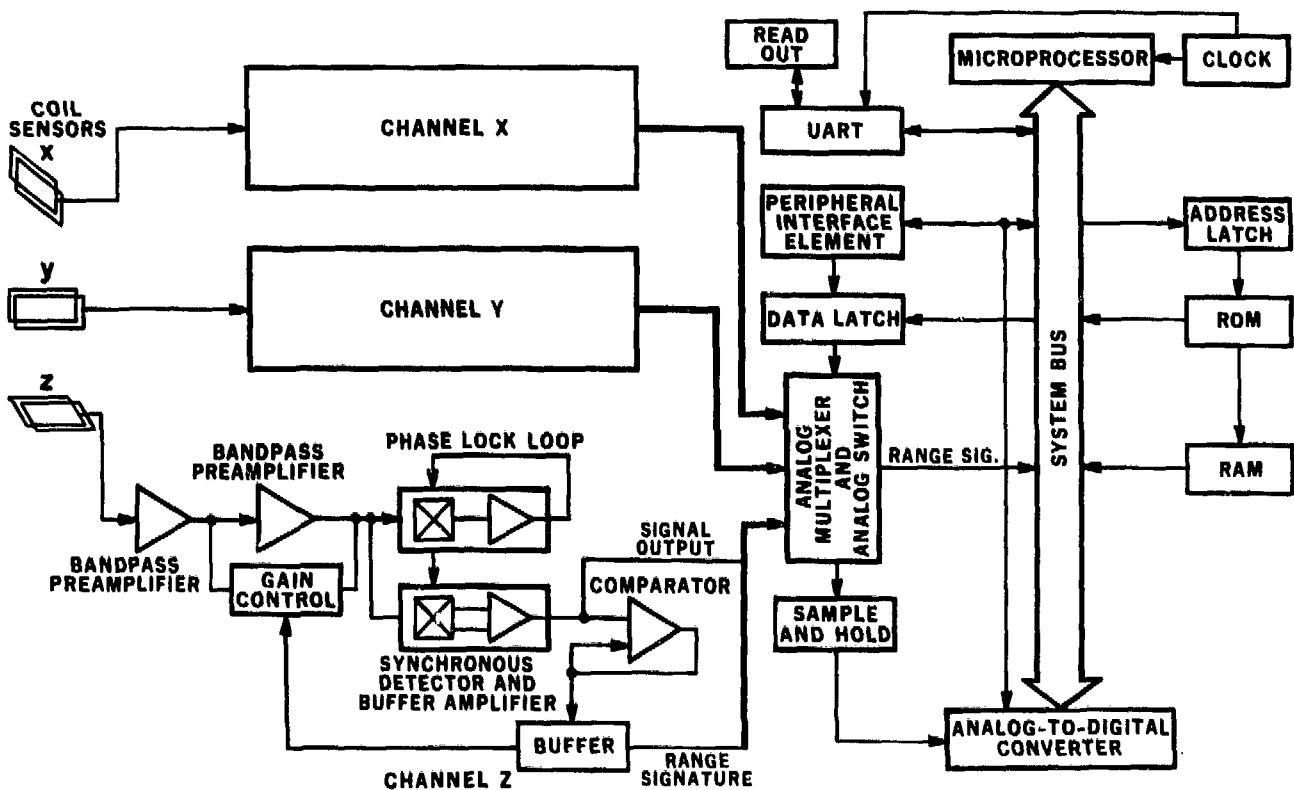 READ
OUT
MICROPROCESSOR
CLOCK
COIL
SENSORS
x
CHANNEL X
UART
PERIPHERAL
INTERFACE
ELEMENT
ADDRESS
LATCH
y
CHANNEL Y
DATA LATCH
ROM
SYSTEM BUS
z
ANALOG
MULTIPLEXER
AND
ANALOG SWITCH
RANGE SIG.
RAM
PHASE LOCK LOOP
BANDPASS
PREAMPLIFIER
BANDPASS
PREAMPLIFIER
GAIN
CONTROL
SIGNAL
OUTPUT
COMPARATOR
SAMPLE
AND HOLD
SYNCHRONOUS
DETECTOR AND
BUFFER AMPLIFIER
BUFFER
RANGE
SIGNATURE
CHANNEL Z
ANALOG-TO-DIGITAL
CONVERTER